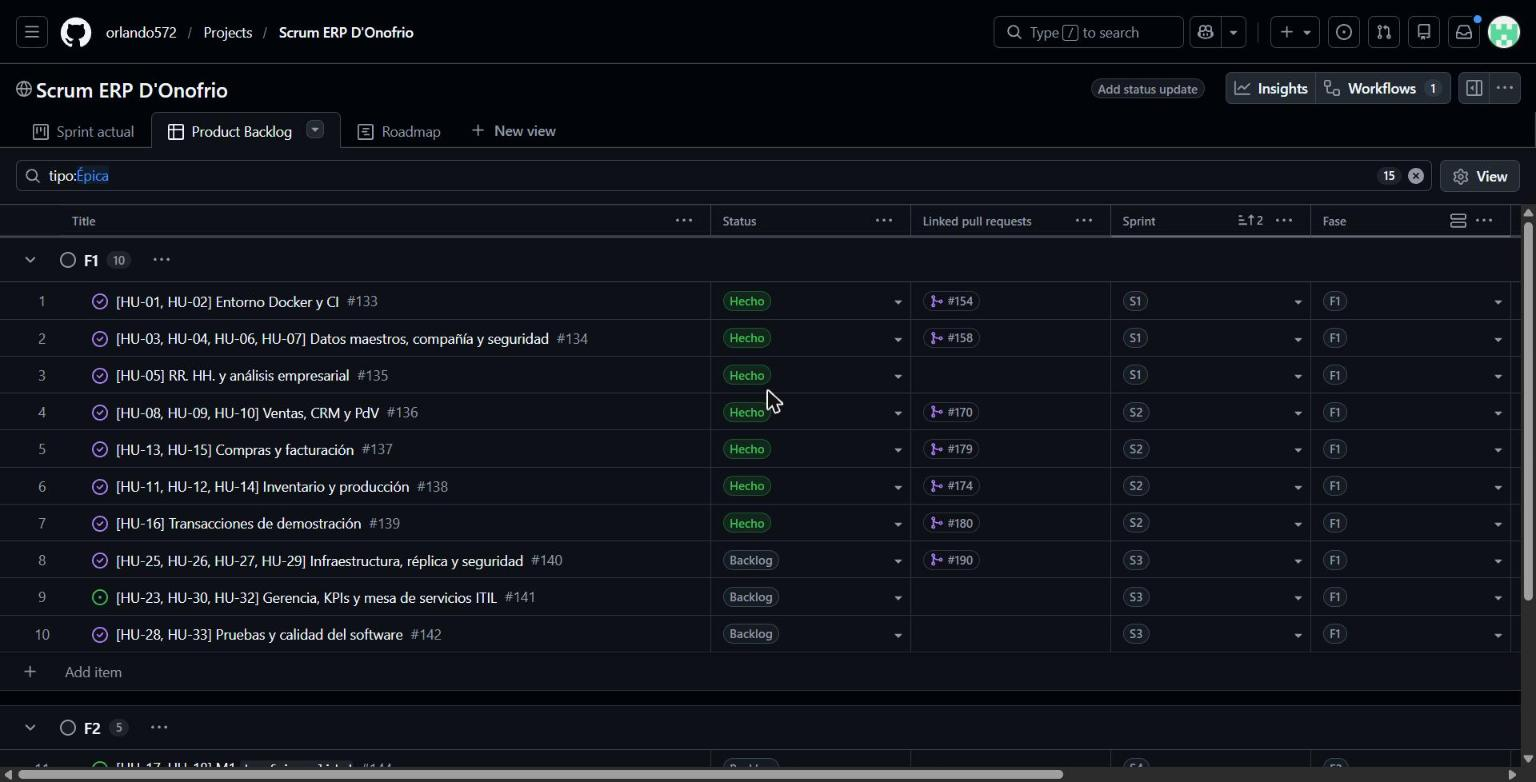 orlando572 / Projects / Scrum ERP D'Onofrio Type / to search
Scrum ERP D'Onofrio Add status update Insights Workflows 1
Sprint actual Product Backlog Roadmap New view
tipo:Épica 15 View
Title Status Linked pull requests Sprint 2 Fase
F1 10
1 [HU-01, HU-02] Entorno Docker y CI #133 Hecho #154 S1 F1
2 [HU-03, HU-04, HU-06, HU-07] Datos maestros, compañía y seguridad #134 Hecho #158 S1 F1
3 [HU-05] RR. HH. y análisis empresarial #135 Hecho S1 F1
4 [HU-08, HU-09, HU-10] Ventas, CRM y PdV #136 Hecho #170 S2 F1
5 [HU-13, HU-15] Compras y facturación #137 Hecho #179 S2 F1
6 [HU-11, HU-12, HU-14] Inventario y producción #138 Hecho #174 S2 F1
7 [HU-16] Transacciones de demostración #139 Hecho #180 S2 F1
8 [HU-25, HU-26, HU-27, HU-29] Infraestructura, réplica y seguridad #140 Backlog #190 S3 F1
9 [HU-23, HU-30, HU-32] Gerencia, KPIs y mesa de servicios ITIL #141 Backlog S3 F1
10 [HU-28, HU-33] Pruebas y calidad del software #142 Backlog S3 F1
Add item
F2 5